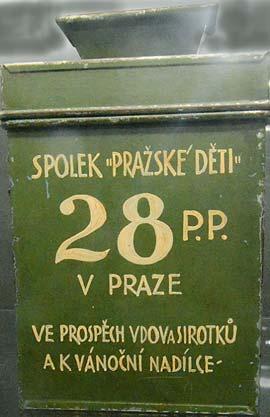 SPOLEK „PRAŽSKÉ DĚTI"
28 P.P.
V PRAZE
VE PROSPĚCH VDOV A SIROTKŮ
A K VÁNOČNÍ NADÍLCE-